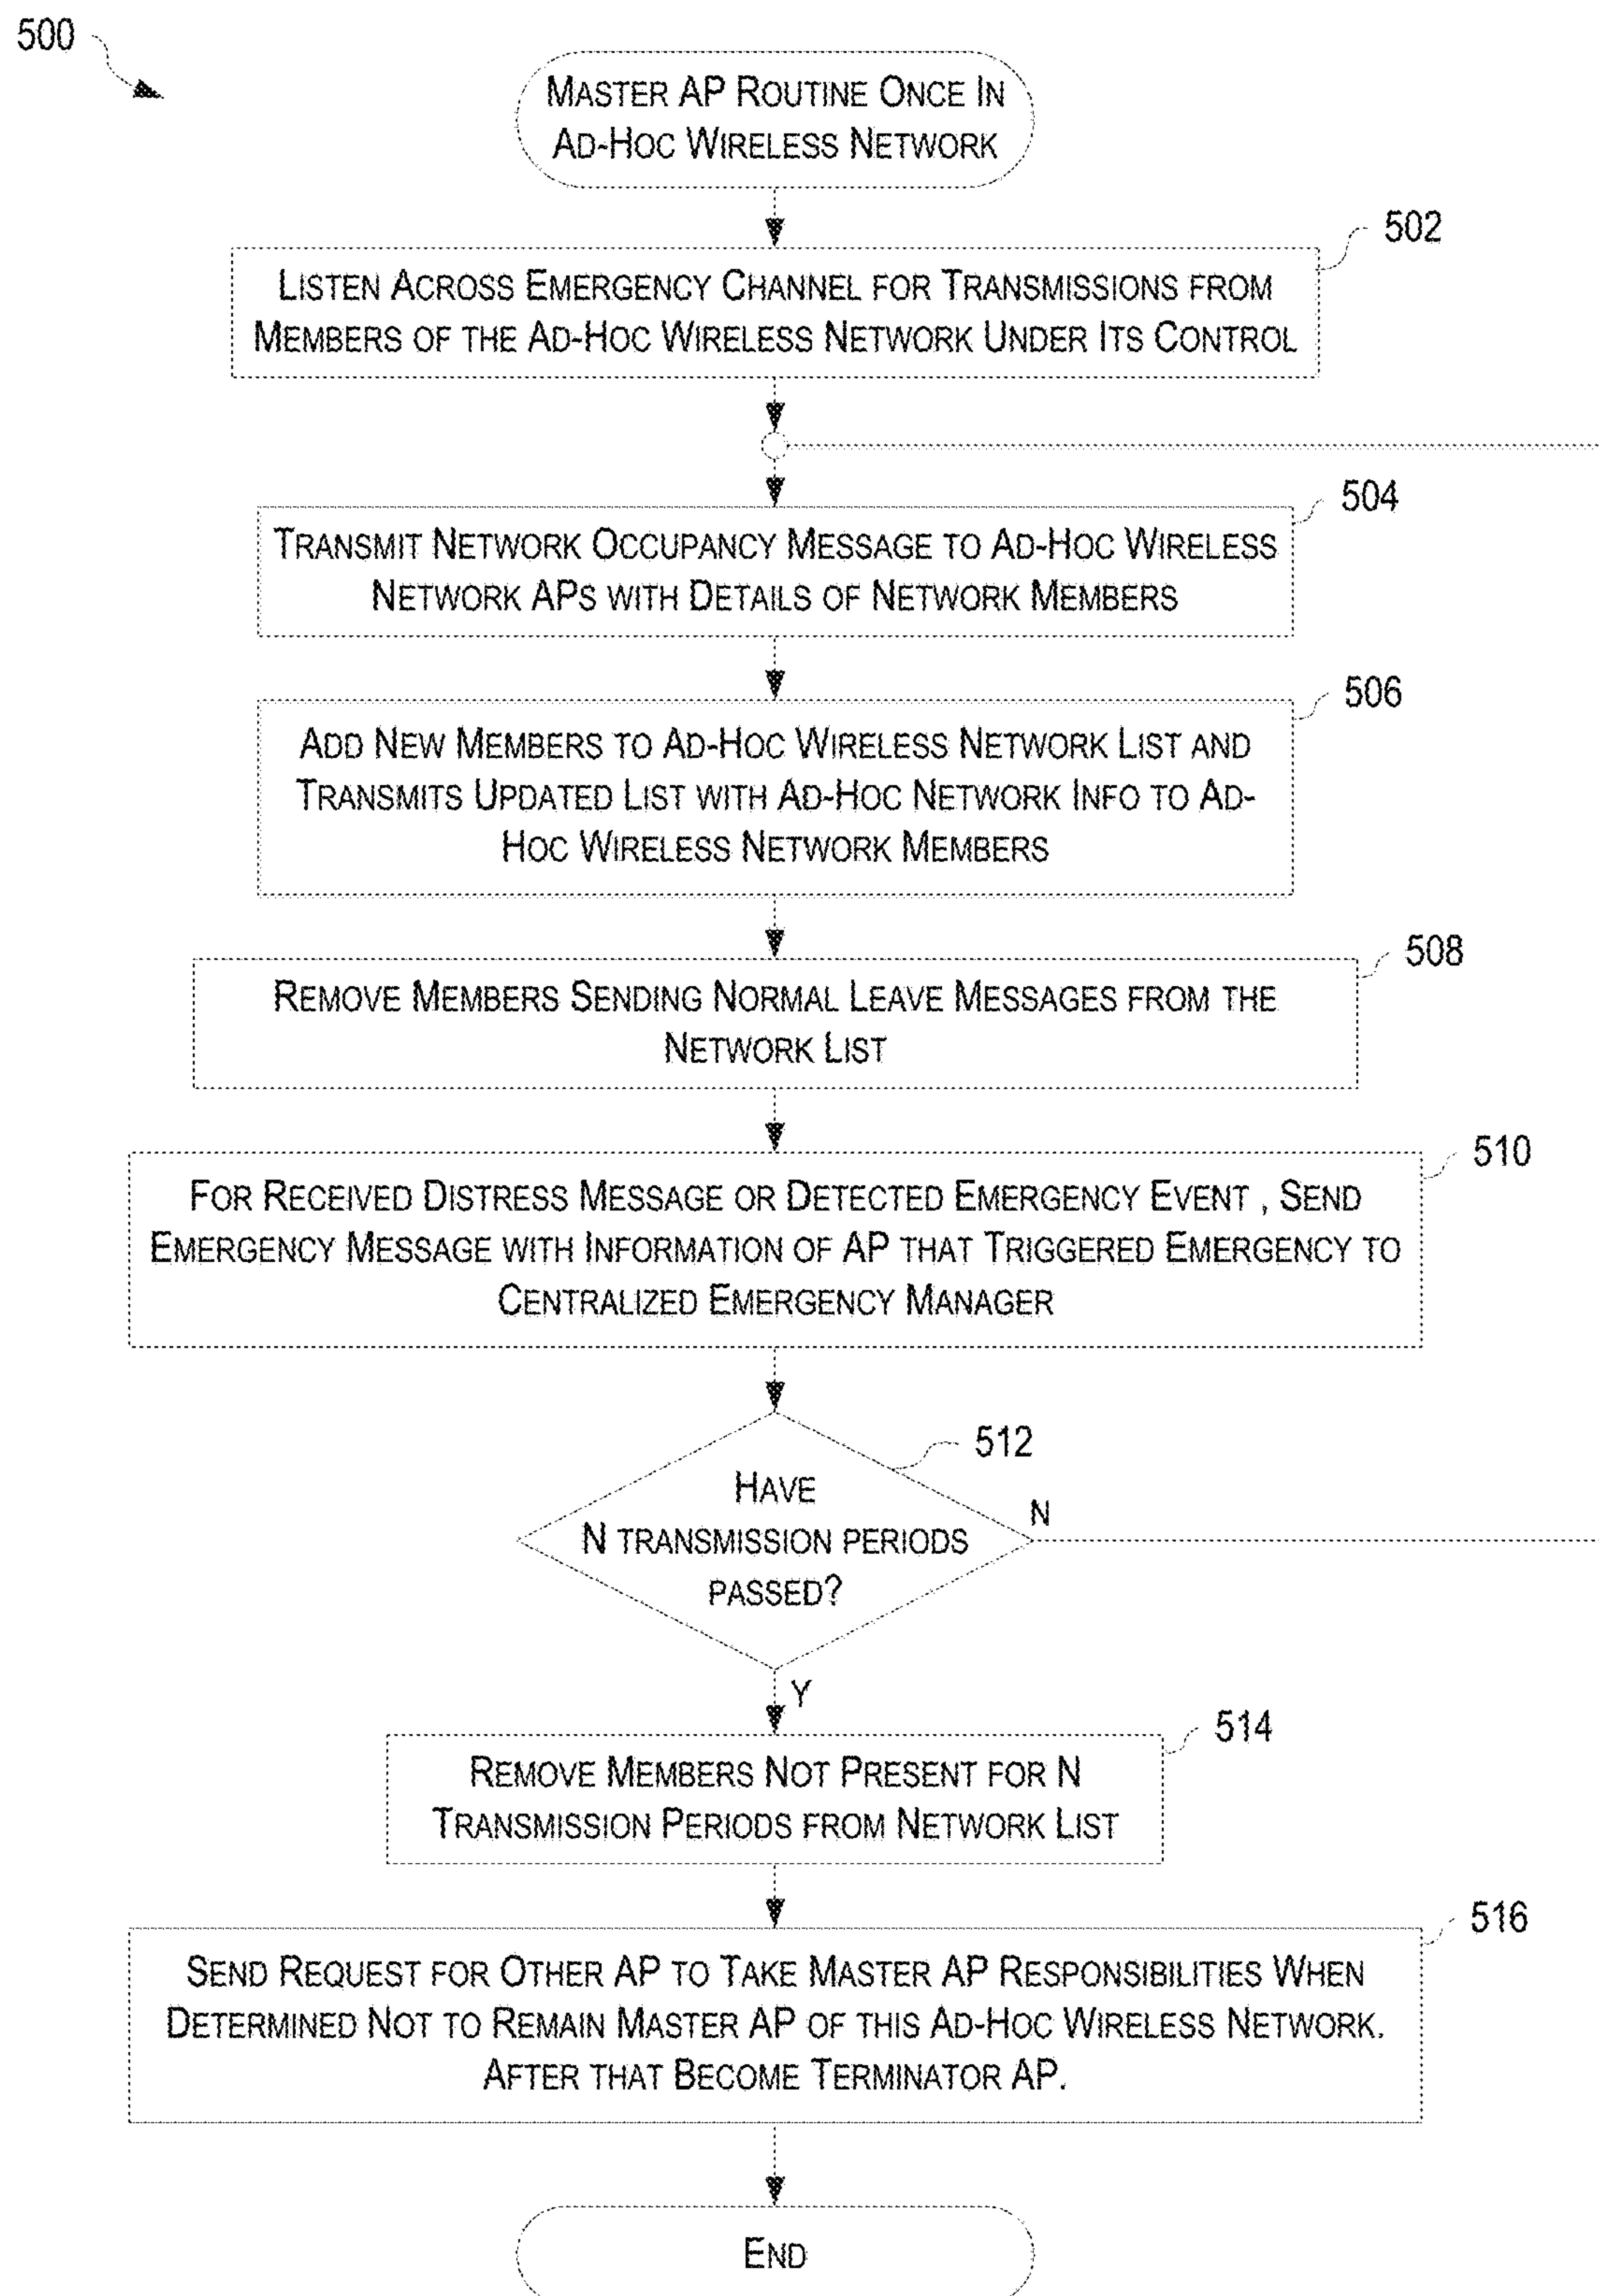 500
MASTER AP ROUTINE ONCE IN
AD-HOC WIRELESS NETWORK
502
LISTEN ACROSS EMERGENCY CHANNEL FOR TRANSMISSIONS FROM
MEMBERS OF THE AD-HOC WIRELESS NETWORK UNDER ITS CONTROL
504
TRANSMIT NETWORK OCCUPANCY MESSAGE TO AD-HOC WIRELESS
NETWORK APS WITH DETAILS OF NETWORK MEMBERS
506
ADD NEW MEMBERS TO AD-HOC WIRELESS NETWORK LIST AND
TRANSMITS UPDATED LIST WITH AD-HOC NETWORK INFO TO AD-
HOC WIRELESS NETWORK MEMBERS
508
REMOVE MEMBERS SENDING NORMAL LEAVE MESSAGES FROM THE
NETWORK LIST
510
FOR RECEIVED DISTRESS MESSAGE OR DETECTED EMERGENCY EVENT , SEND
EMERGENCY MESSAGE WITH INFORMATION OF AP THAT TRIGGERED EMERGENCY TO
CENTRALIZED EMERGENCY MANAGER
512
HAVE
N TRANSMISSION PERIODS
PASSED?
N
Y
514
REMOVE MEMBERS NOT PRESENT FOR N
TRANSMISSION PERIODS FROM NETWORK LIST
516
SEND REQUEST FOR OTHER AP TO TAKE MASTER AP RESPONSIBILITIES WHEN
DETERMINED NOT TO REMAIN MASTER AP OF THIS AD-HOC WIRELESS NETWORK.
AFTER THAT BECOME TERMINATOR AP.
END